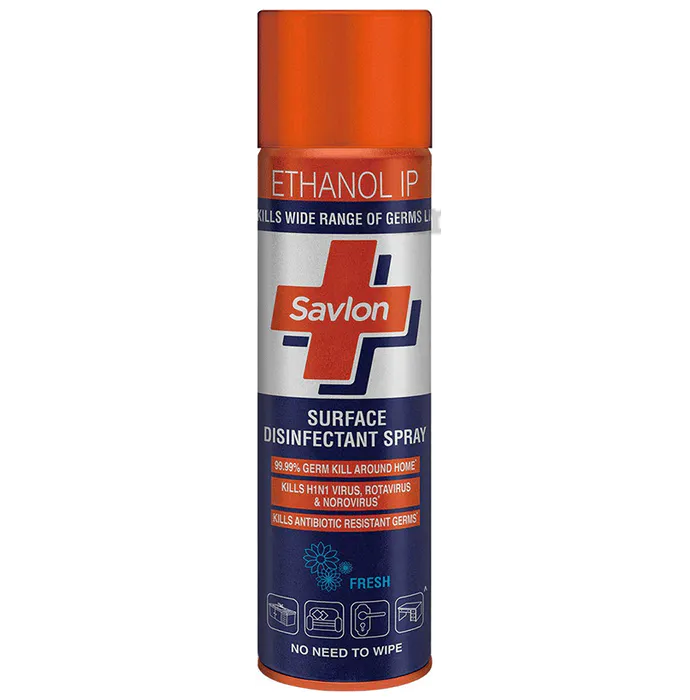 ETHANOL IP
KILLS WIDE RANGE OF GERMS
Savlon
SURFACE
DISINFECTANT SPRAY
99.99% GERM KILL AROUND HOME*
KILLS H1N1 VIRUS, ROTAVIRUS
& NOROVIRUS*
KILLS ANTIBIOTIC RESISTANT GERMS*
FRESH
^
NO NEED TO WIPE